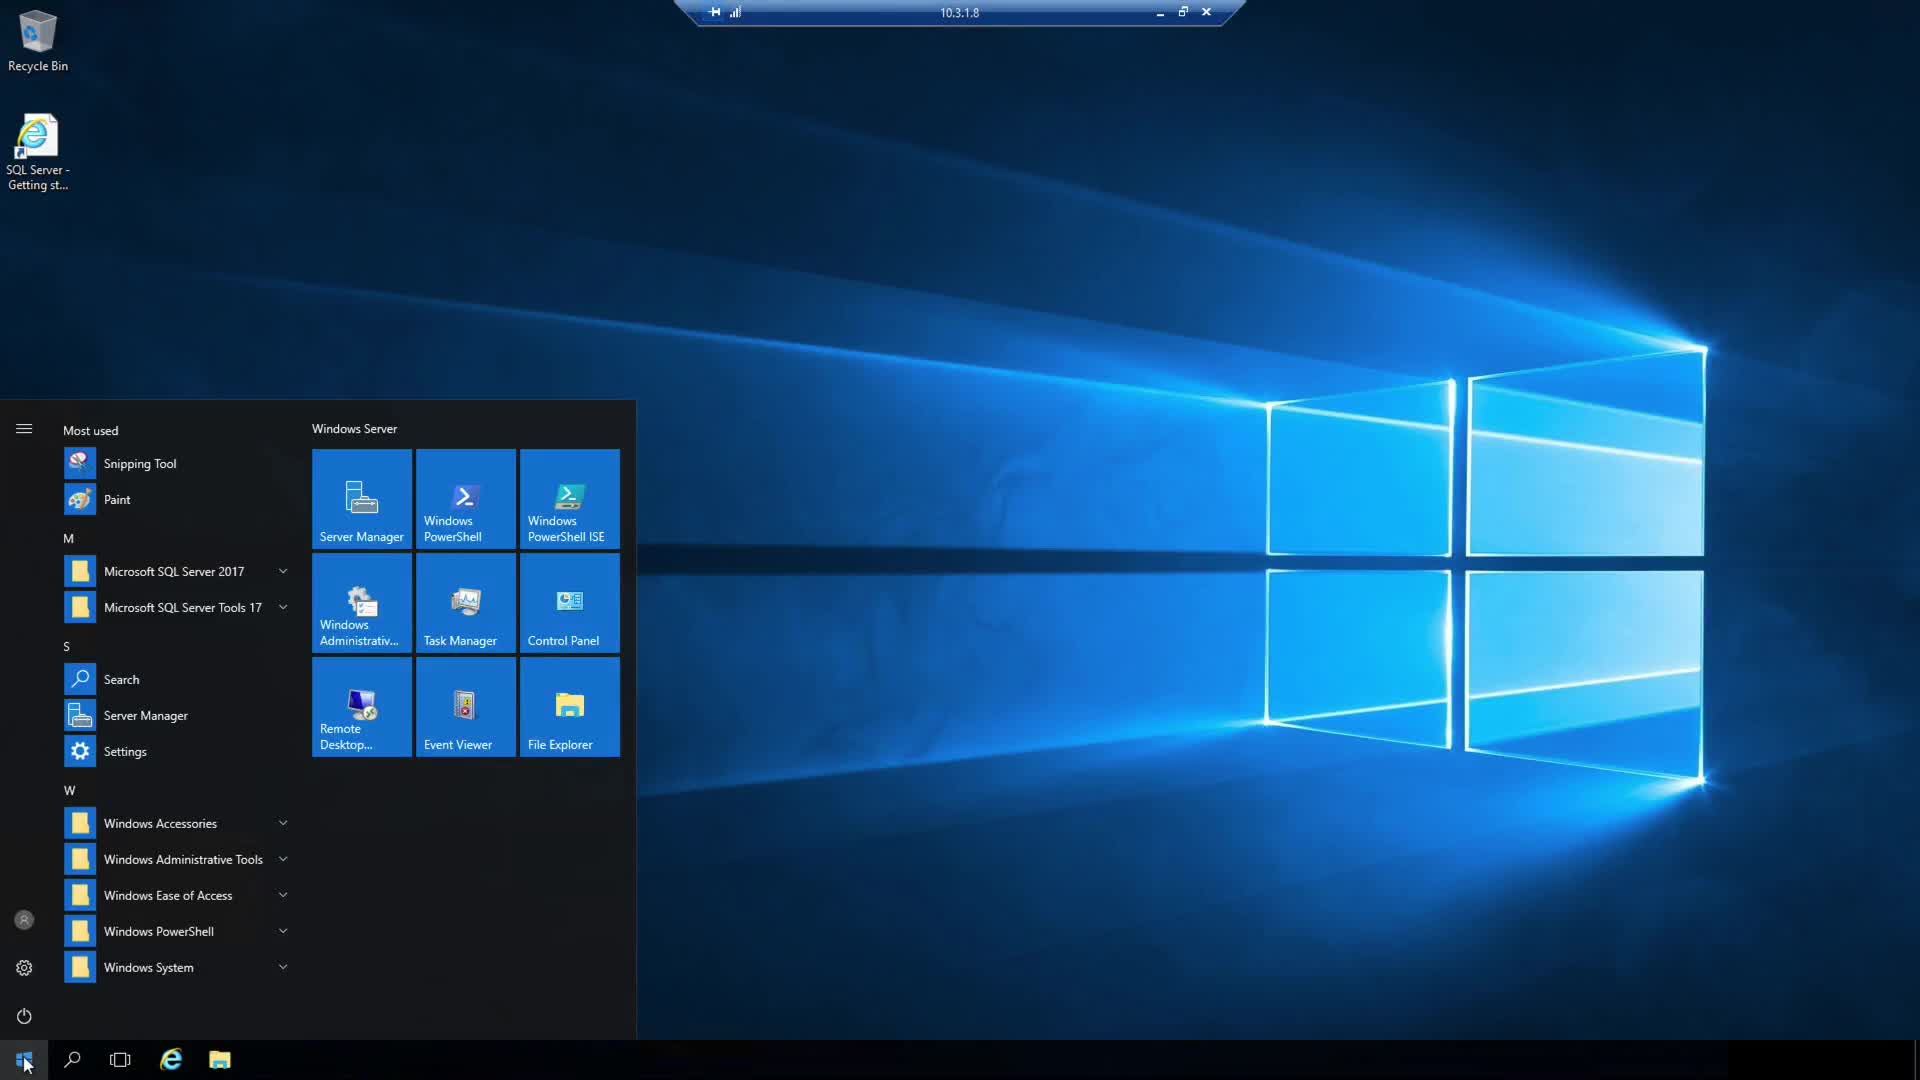 10.3.1.8
Recycle Bin
SQL Server -
Getting st...
Most used
Snipping Tool
Paint
M
Microsoft SQL Server 2017
Microsoft SQL Server Tools 17
S
Search
Server Manager
Settings
W
Windows Accessories
Windows Administrative Tools
Windows Ease of Access
Windows PowerShell
Windows System
Windows Server
Server Manager
Windows
PowerShell
Windows
PowerShell ISE
Windows
Administrativ...
Task Manager
Control Panel
Remote
Desktop...
Event Viewer
File Explorer